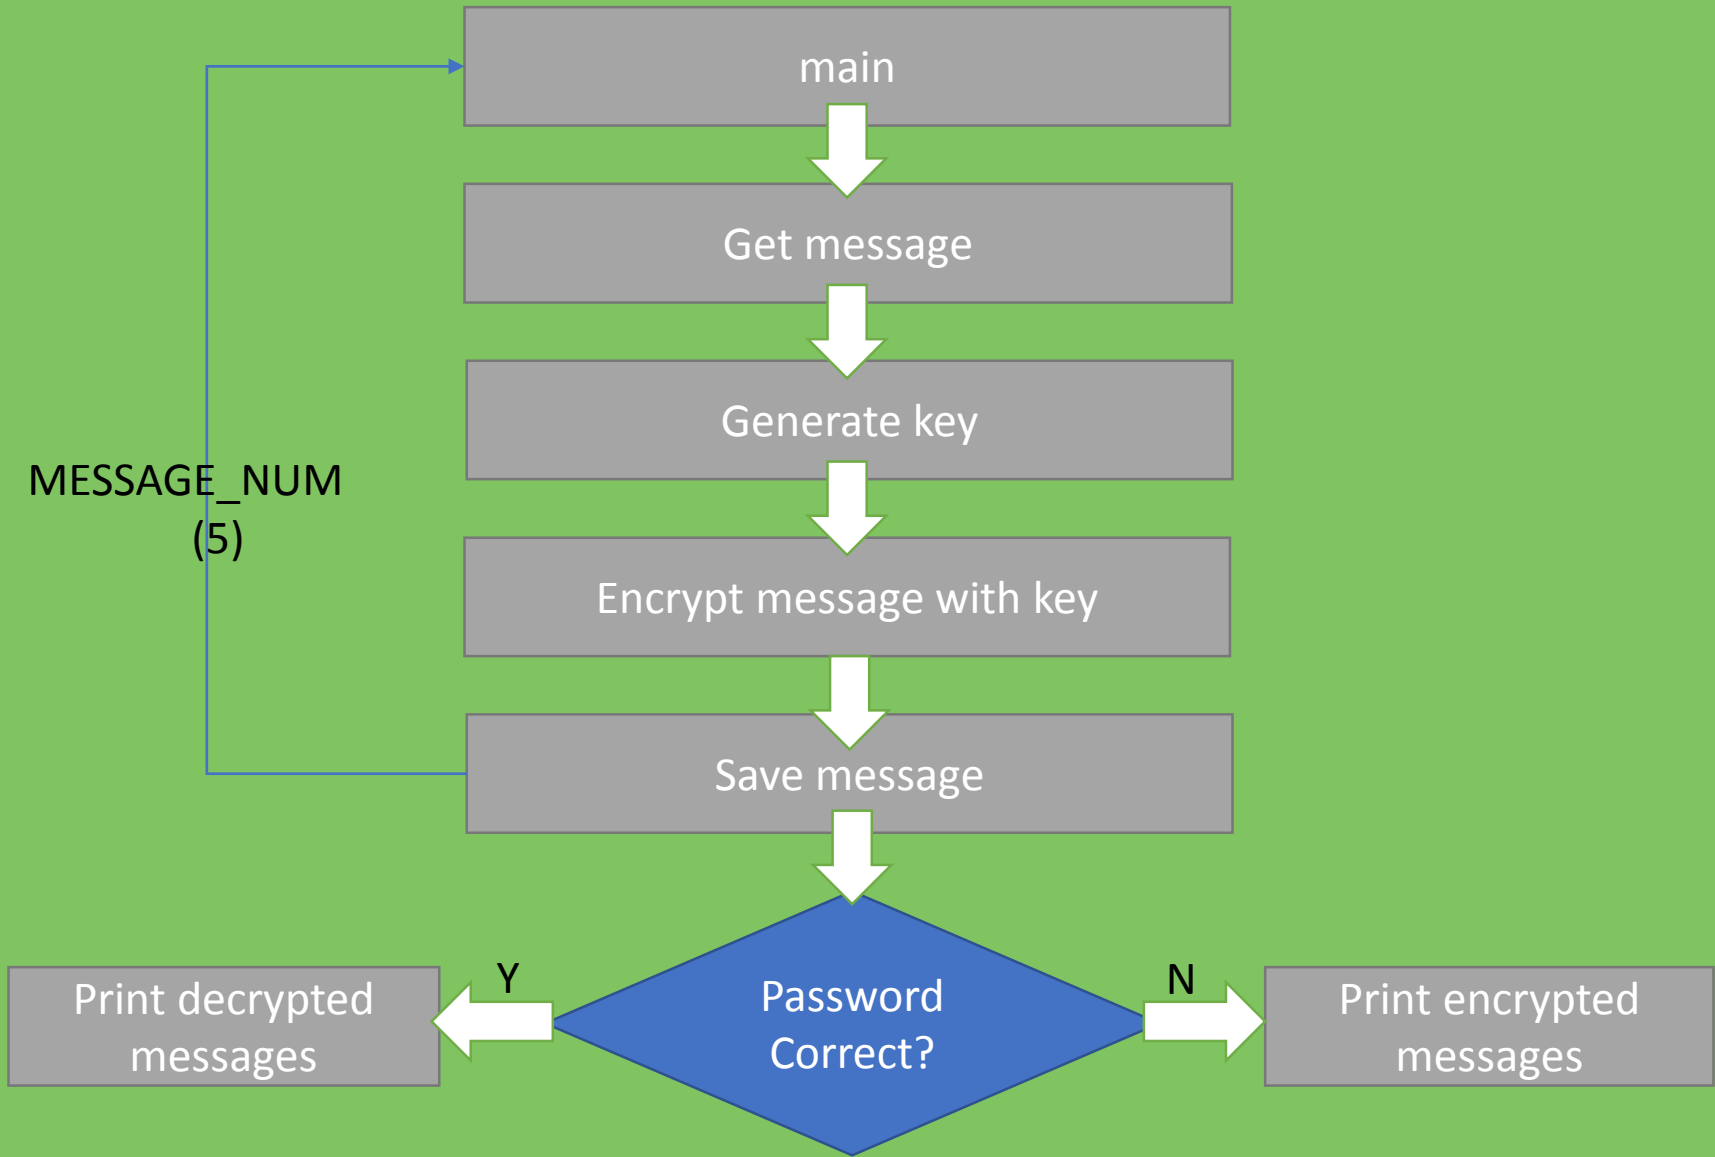 main
Get message
Generate key
MESSAGE_NUM
(5)
Encrypt message with key
Save message
Y
N
Print decrypted
messages
Password
Correct?
Print encrypted
messages